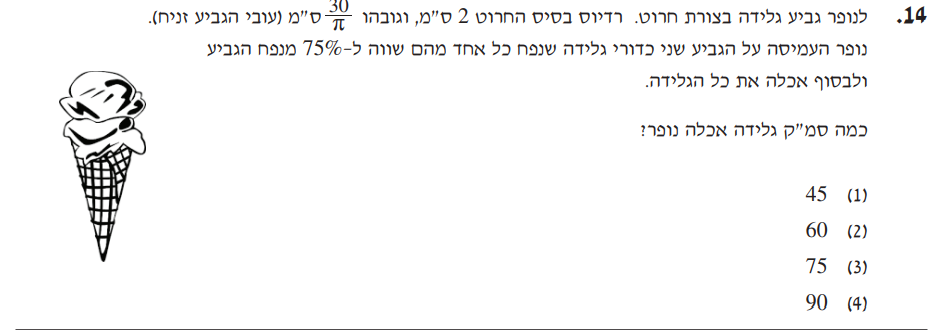 14. לנופר גביע גלידה בצורת חרוט. רדיוס בסיס החרוט 2 ס"מ, וגובהו 30/π ס"מ (עובי הגביע זניח).
נופר העמיסה על הגביע שני כדורי גלידה שנפח כל אחד מהם שווה ל-75% מנפח הגביע
ולבסוף אכלה את כל הגלידה.
כמה סמ"ק גלידה אכלה נופר?
(1) 45
(2) 60
(3) 75
(4) 90